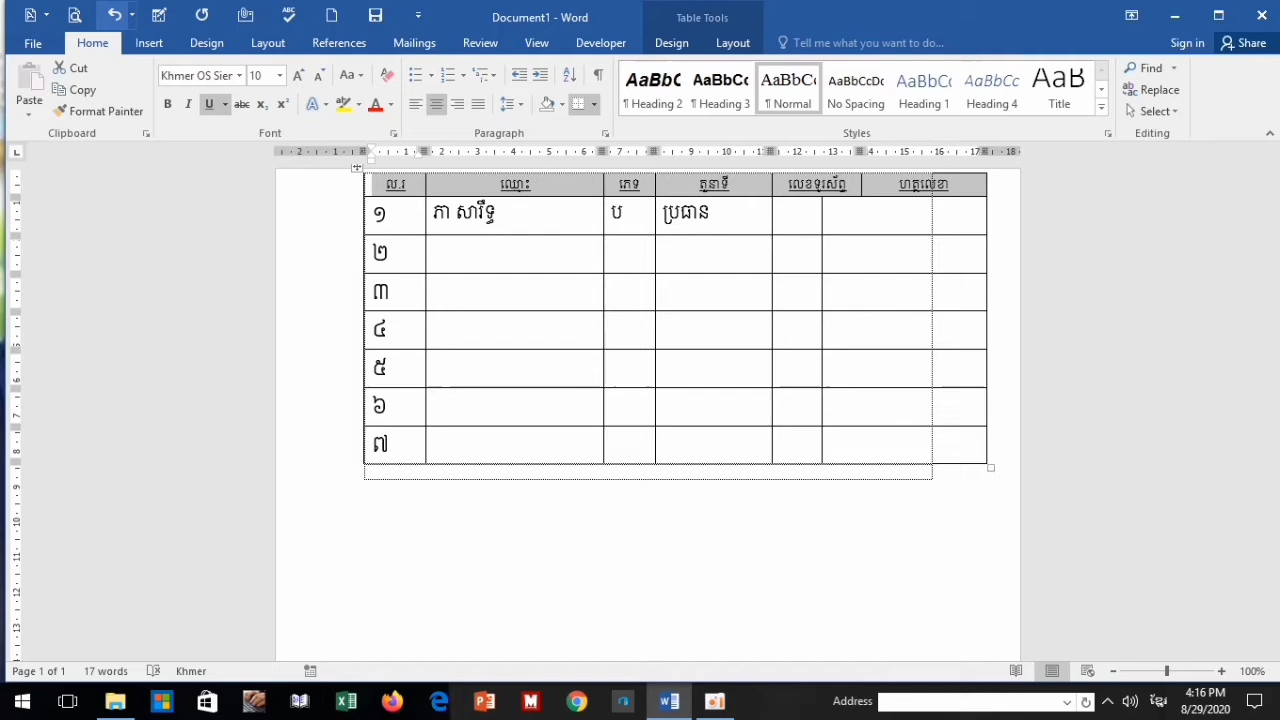 Document1 - Word
Table Tools
File
Home
Insert
Design
Layout
References
Mailings
Review
View
Developer
Design
Layout
Tell me what you want to do...
Sign in
Share
Paste
Cut
Copy
Format Painter
Clipboard
Khmer OS Sier
10
Font
Paragraph
AaBbC
¶ Heading 2
AaBbCc
¶ Heading 3
AaBbCc
¶ Normal
AaBbCcDc
No Spacing
AaBbCc
Heading 1
AaBbCc
Heading 4
AaB
Title
Styles
Find
Replace
Select
Editing
ល.រ ឈ្មោះ ភេទ តួនាទី លេខទូរស័ព្ទ ហត្ថលេខា
១ ភា សារឹទ្ធ ប ប្រធាន
២
៣
៤
៥
៦
៧
Page 1 of 1
17 words
Khmer
100%
Address
4:16 PM
8/29/2020